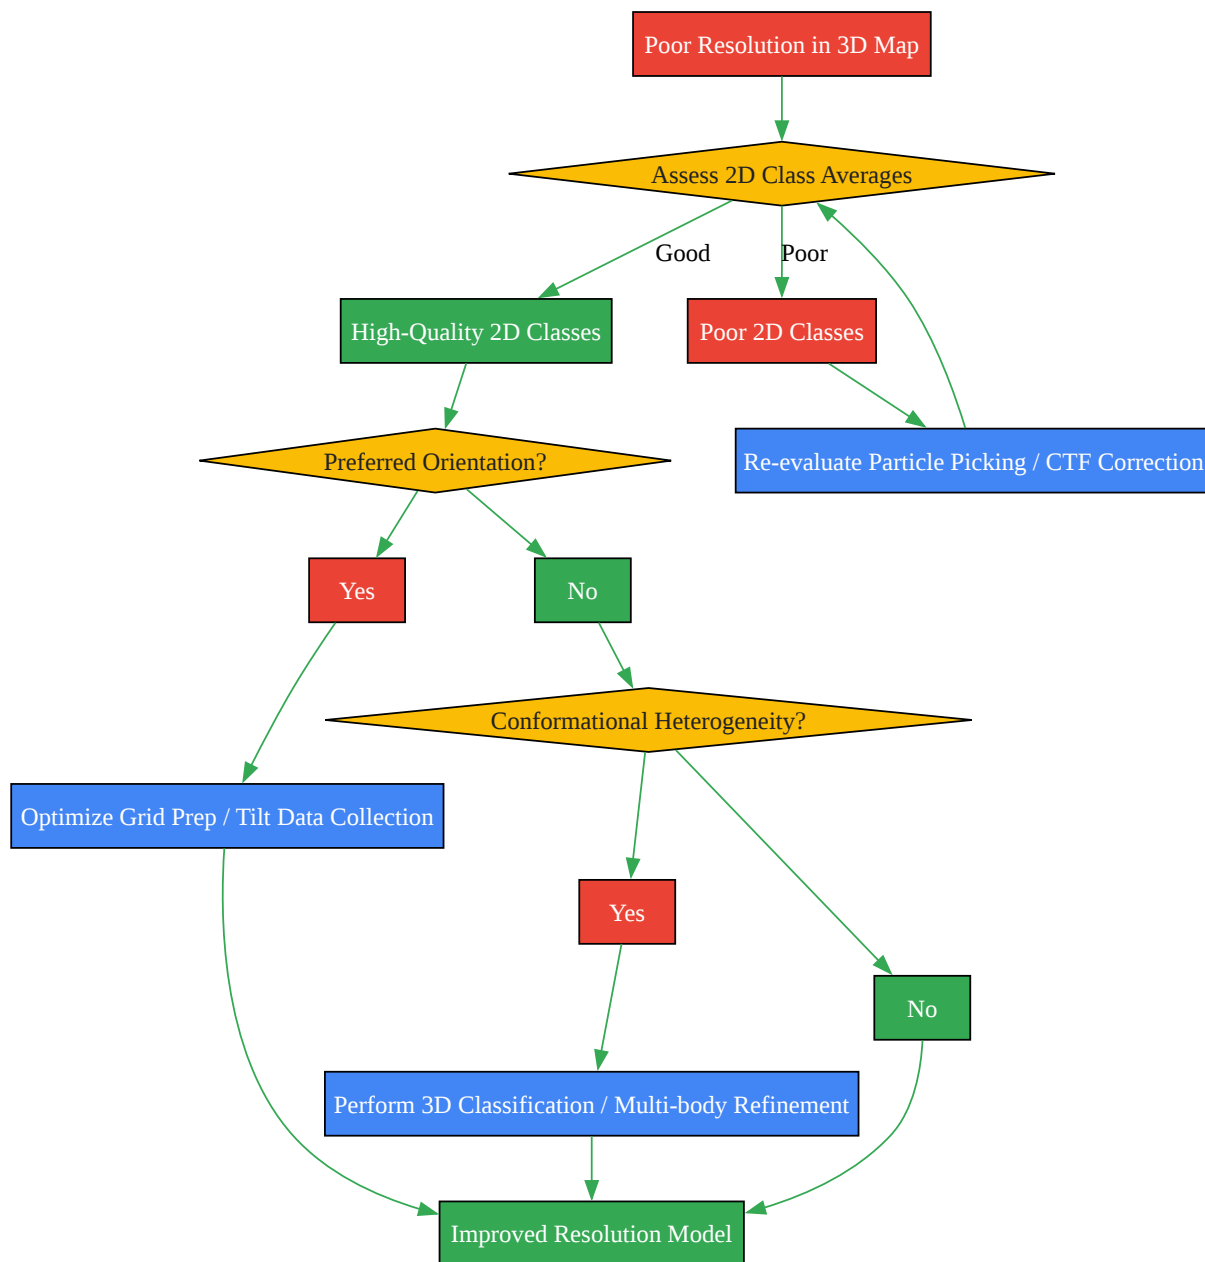 Poor Resolution in 3D Map
Assess 2D Class Averages
Good
Poor
High-Quality 2D Classes
Poor 2D Classes
Preferred Orientation?
Re-evaluate Particle Picking / CTF Correction
Yes
No
Conformational Heterogeneity?
Optimize Grid Prep / Tilt Data Collection
Yes
No
Perform 3D Classification / Multi-body Refinement
Improved Resolution Model